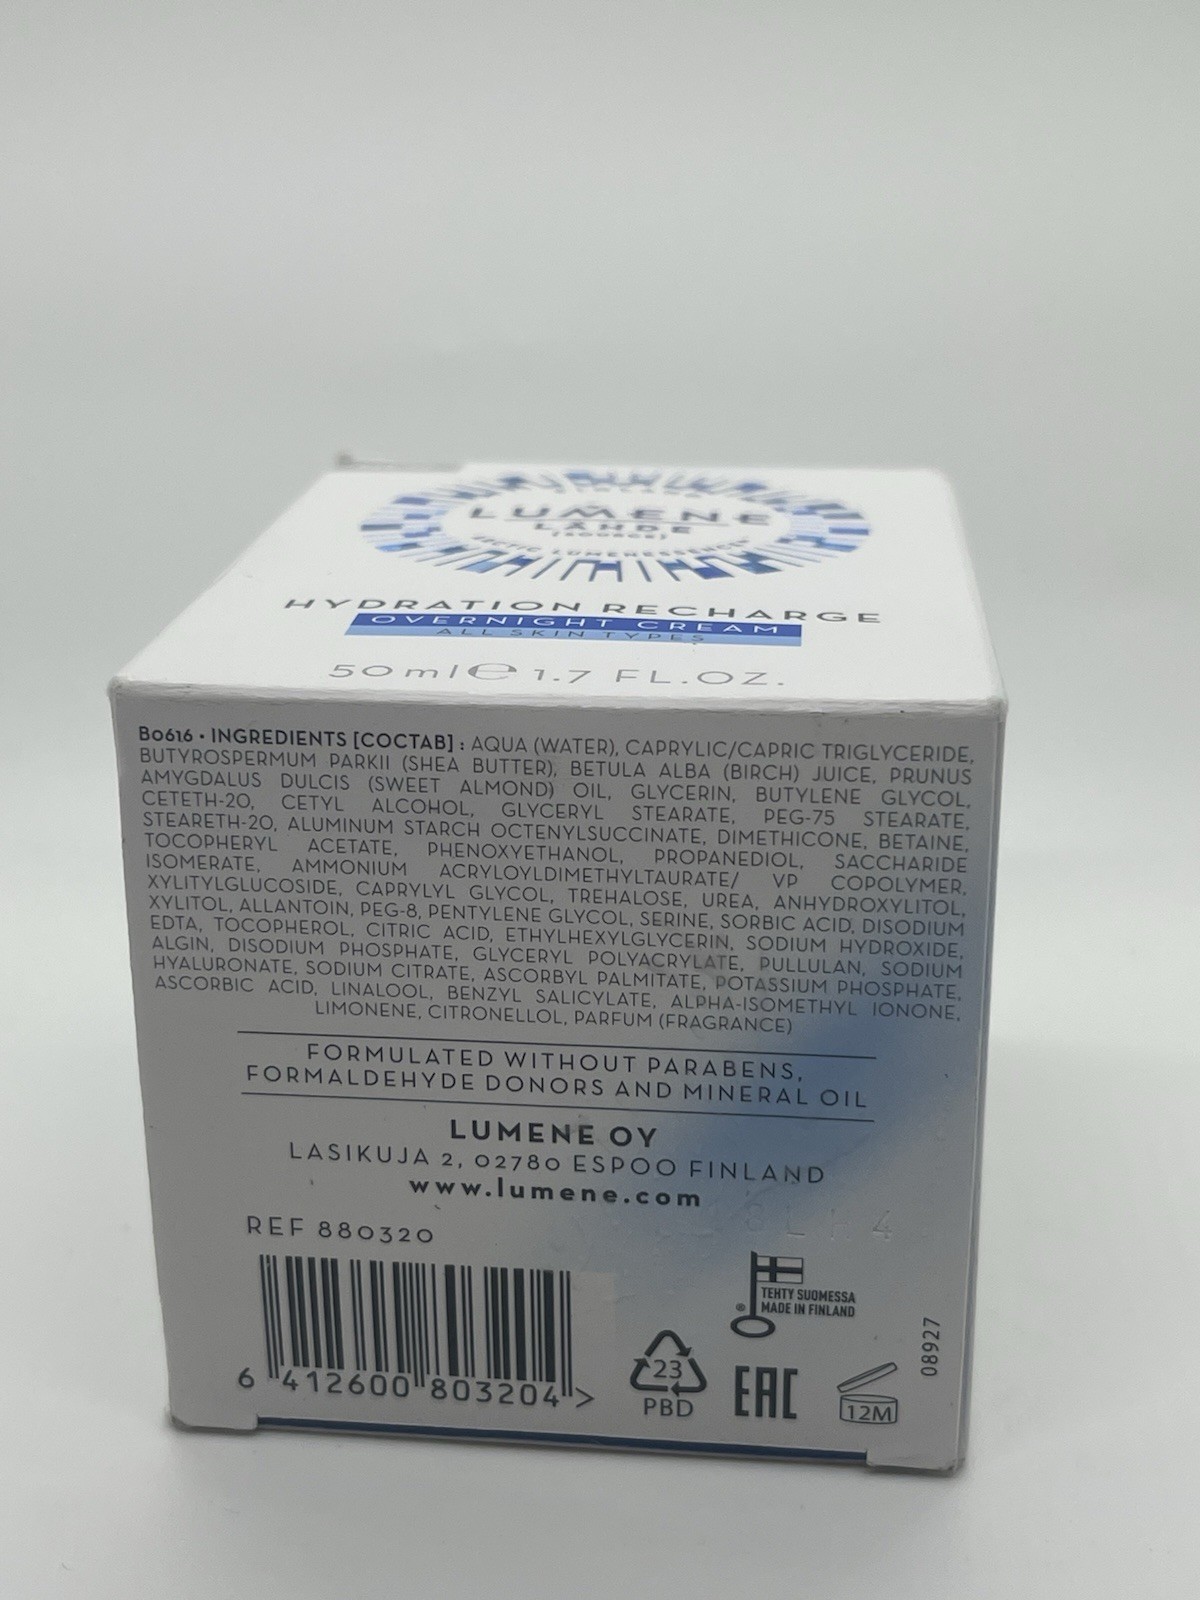 FINLAND
LUMENE
LÄHDE
[SOURCE]
ARCTIC LUMENESSENCE
HYDRATION RECHARGE
OVERNIGHT CREAM
ALL SKIN TYPES
50 ml ℮ 1.7 FL.OZ.
B0616 • INGREDIENTS [COCTAB] : AQUA (WATER), CAPRYLIC/CAPRIC TRIGLYCERIDE,
BUTYROSPERMUM PARKII (SHEA BUTTER), BETULA ALBA (BIRCH) JUICE, PRUNUS
AMYGDALUS DULCIS (SWEET ALMOND) OIL, GLYCERIN, BUTYLENE GLYCOL,
CETETH-20, CETYL ALCOHOL, GLYCERYL STEARATE, PEG-75 STEARATE,
STEARETH-20, ALUMINUM STARCH OCTENYLSUCCINATE, DIMETHICONE, BETAINE,
TOCOPHERYL ACETATE, PHENOXYETHANOL, PROPANEDIOL, SACCHARIDE
ISOMERATE, AMMONIUM ACRYLOYLDIMETHYLTAURATE/ VP COPOLYMER,
XYLITYLGLUCOSIDE, CAPRYLYL GLYCOL, TREHALOSE, UREA, ANHYDROXYLITOL,
XYLITOL, ALLANTOIN, PEG-8, PENTYLENE GLYCOL, SERINE, SORBIC ACID, DISODIUM
EDTA, TOCOPHEROL, CITRIC ACID, ETHYLHEXYLGLYCERIN, SODIUM HYDROXIDE,
ALGIN, DISODIUM PHOSPHATE, GLYCERYL POLYACRYLATE, PULLULAN, SODIUM
HYALURONATE, SODIUM CITRATE, ASCORBYL PALMITATE, POTASSIUM PHOSPHATE,
ASCORBIC ACID, LINALOOL, BENZYL SALICYLATE, ALPHA-ISOMETHYL IONONE,
LIMONENE, CITRONELLOL, PARFUM (FRAGRANCE)
FORMULATED WITHOUT PARABENS,
FORMALDEHYDE DONORS AND MINERAL OIL
LUMENE OY
LASIKUJA 2, 02780 ESPOO FINLAND
www.lumene.com
REF 880320
6 412600 803204 >
23
PBD
EAC
® TEHTY SUOMESSA
MADE IN FINLAND
12M
08927